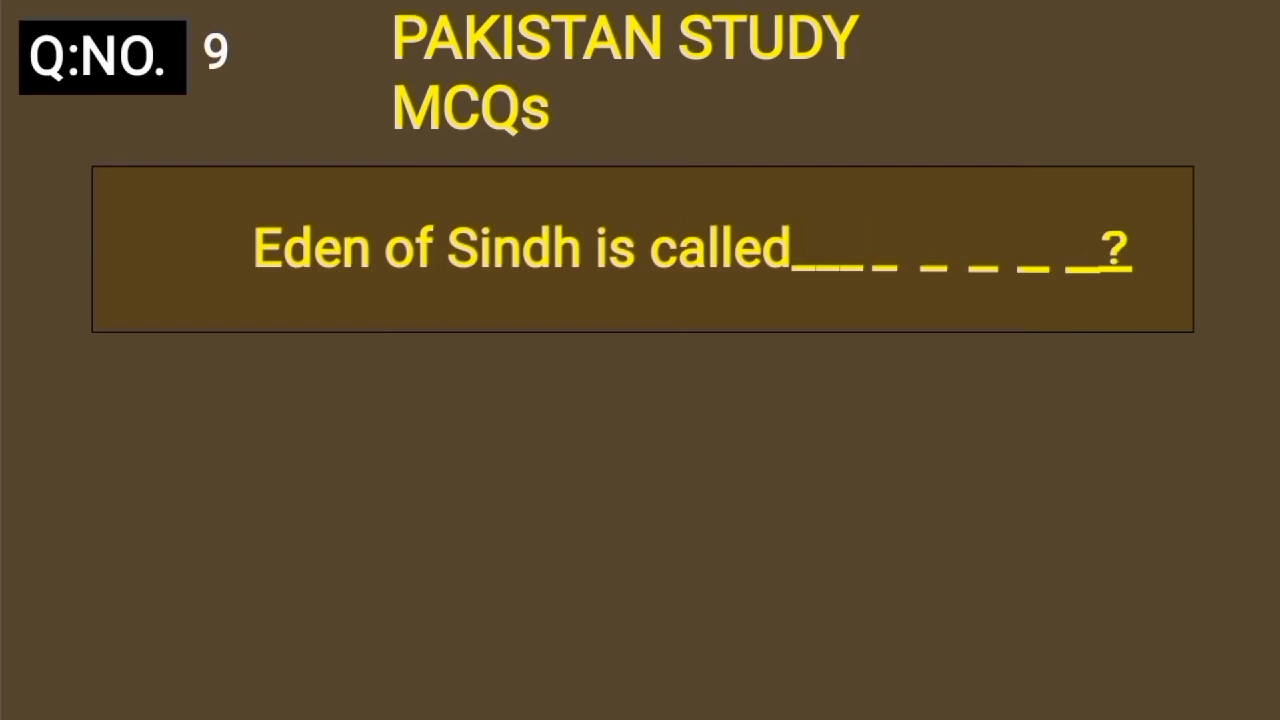 Q:NO. 9
PAKISTAN STUDY
MCQs
Eden of Sindh is called___ _ _ _ _ __?